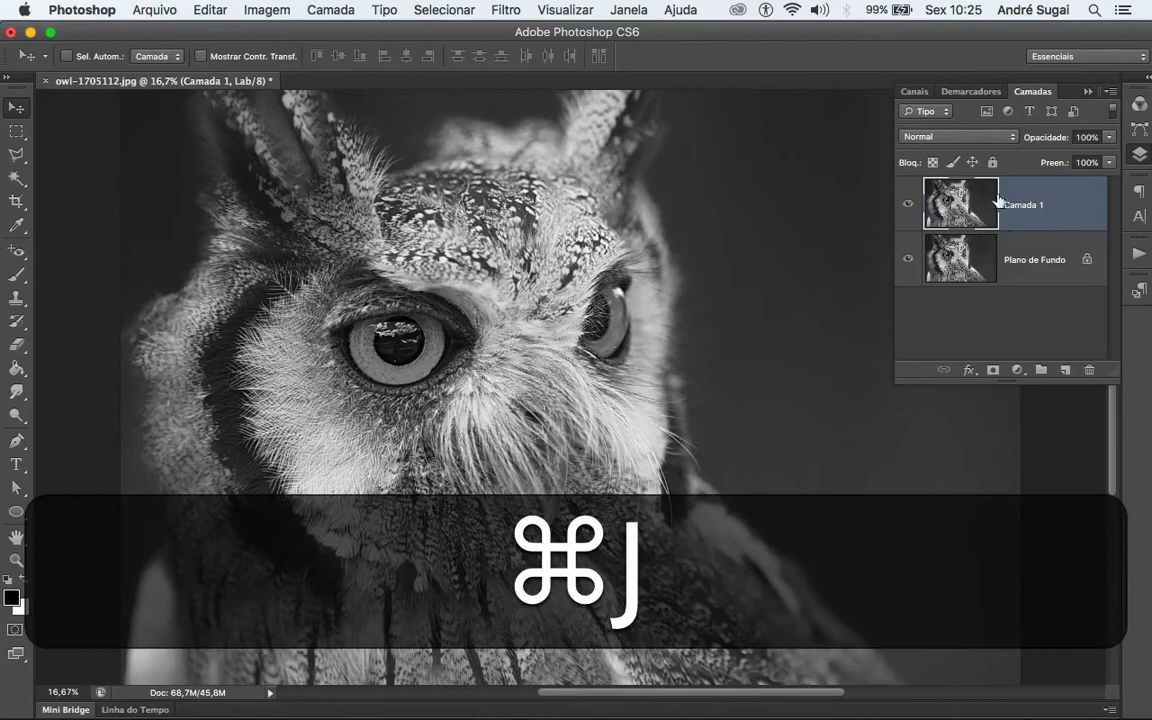 Photoshop Arquivo Editar Imagem Camada Tipo Selecionar Filtro Visualizar Janela Ajuda 99% Sex 10:25 André Sugai
Adobe Photoshop CS6
Sel. Autom.: Camada Mostrar Contr. Transf. Essenciais
owl-1705112.jpg @ 16,7% (Camada 1, Lab/8) *
Canais Demarcadores Camadas
Tipo
Normal Opacidade: 100%
Bloq.: Preen.: 100%
Camada 1
Plano de Fundo
fx
⌘J
16,67% Doc: 68,7M/45,8M
Mini Bridge Linha do Tempo